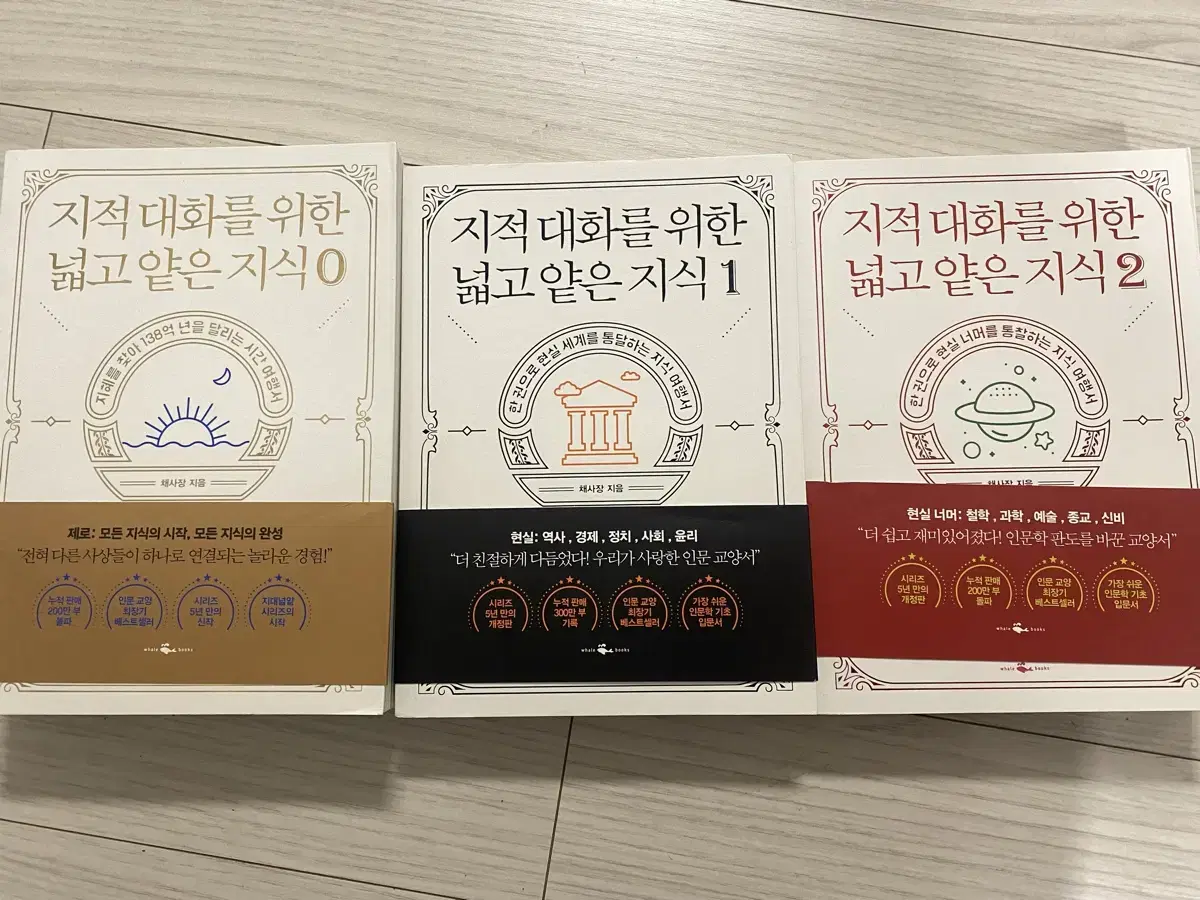 지적 대화를 위한
넓고 얕은 지식 0
지혜를 찾아 138억 년을 달리는 시간 여행서
채사장 지음
제로: 모든 지식의 시작, 모든 지식의 완성
“전혀 다른 사상들이 하나로 연결되는 놀라운 경험!”
누적 판매
200만 부
돌파
인문 교양
최장기
베스트셀러
시리즈
5년 만의
신작
지대넓얕
시리즈의
시작
whale books
지적 대화를 위한
넓고 얕은 지식 1
한 권으로 현실 세계를 통달하는 지식 여행서
채사장 지음
현실: 역사, 경제, 정치, 사회, 윤리
“더 친절하게 다듬었다! 우리가 사랑한 인문 교양서”
시리즈
5년 만의
개정판
누적 판매
300만 부
기록
인문 교양
최장기
베스트셀러
가장 쉬운
인문학 기초
입문서
whale books
지적 대화를 위한
넓고 얕은 지식 2
한 권으로 현실 너머를 통찰하는 지식 여행서
채사장 지음
현실 너머: 철학, 과학, 예술, 종교, 신비
“더 쉽고 재미있어졌다! 인문학 판도를 바꾼 교양서”
시리즈
5년 만의
개정판
누적 판매
200만 부
돌파
인문 교양
최장기
베스트셀러
가장 쉬운
인문학 기초
입문서
whale books
whale books